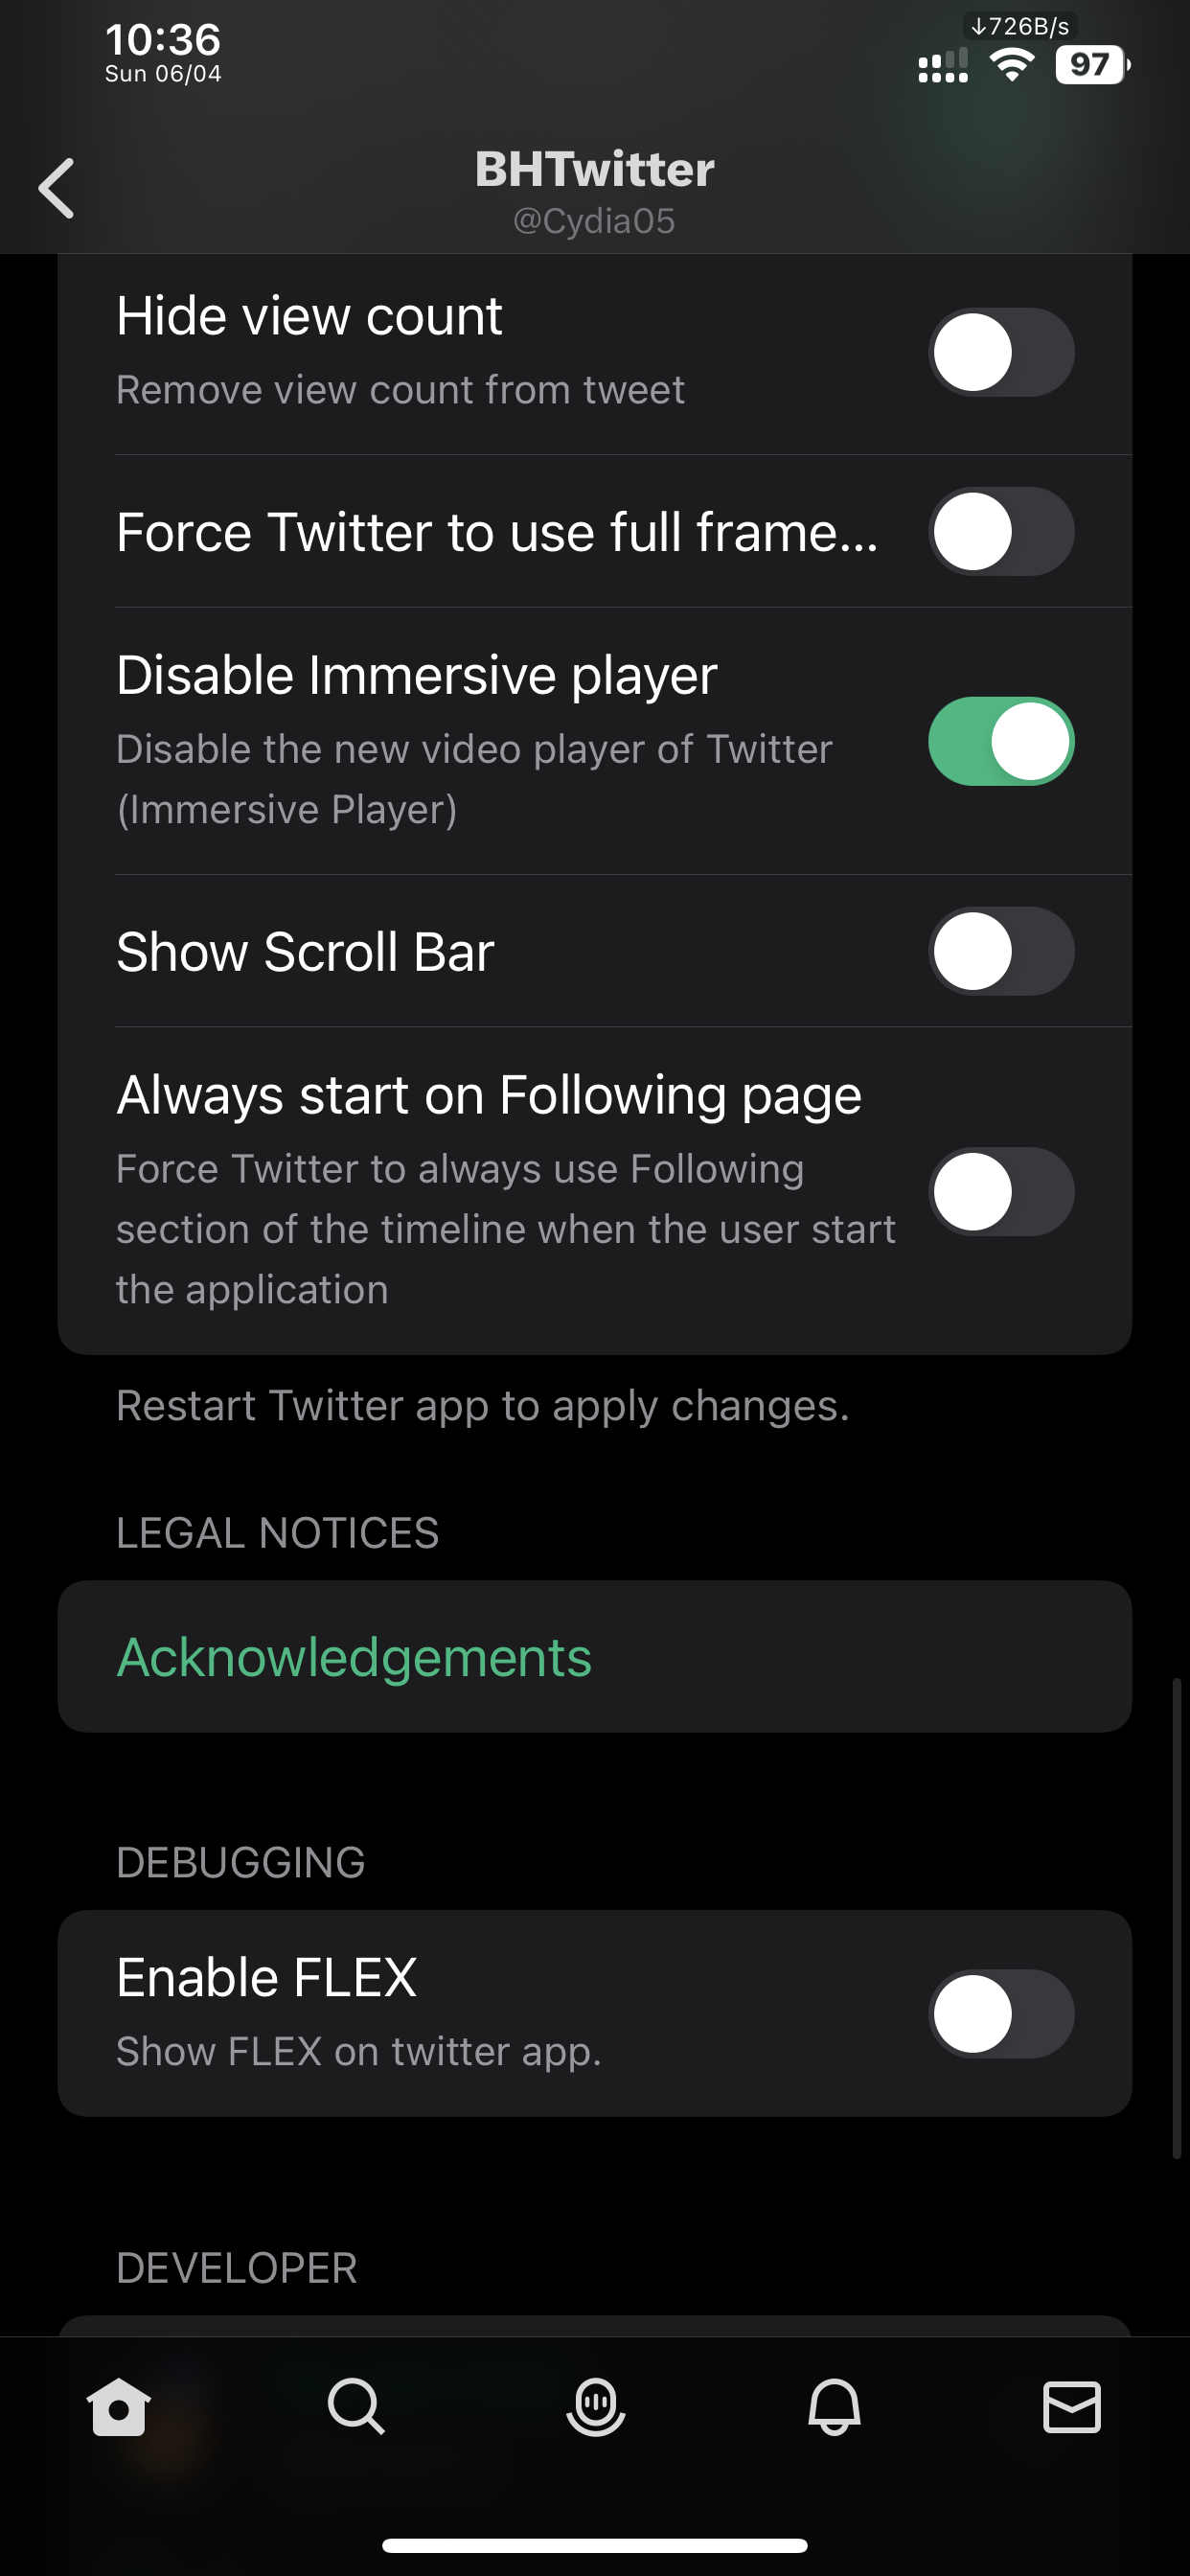 10:36
Sun 06/04
↓726B/s
97
BHTwitter
@Cydia05
Hide view count
Remove view count from tweet
Force Twitter to use full frame...
Disable Immersive player
Disable the new video player of Twitter
(Immersive Player)
Show Scroll Bar
Always start on Following page
Force Twitter to always use Following
section of the timeline when the user start
the application
Restart Twitter app to apply changes.
LEGAL NOTICES
Acknowledgements
DEBUGGING
Enable FLEX
Show FLEX on twitter app.
DEVELOPER